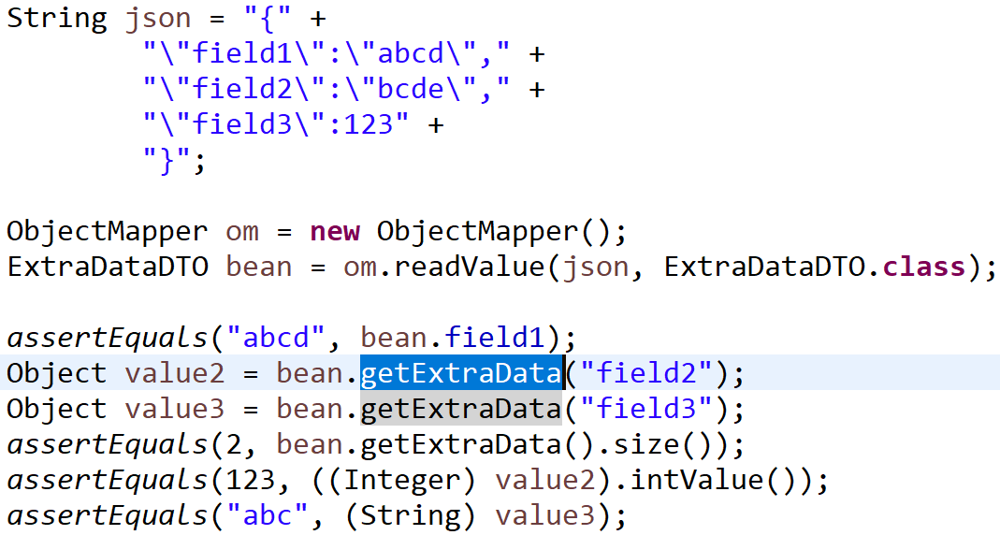 String json = "{" +
"\"field1\":\"abcd\"," +
"\"field2\":\"bcde\"," +
"\"field3\":123" +
"}";
ObjectMapper om = new ObjectMapper();
ExtraDataDTO bean = om.readValue(json, ExtraDataDTO.class);
assertEquals("abcd", bean.field1);
Object value2 = bean.getExtraData("field2");
Object value3 = bean.getExtraData("field3");
assertEquals(2, bean.getExtraData().size());
assertEquals(123, ((Integer) value2).intValue());
assertEquals("abc", (String) value3);